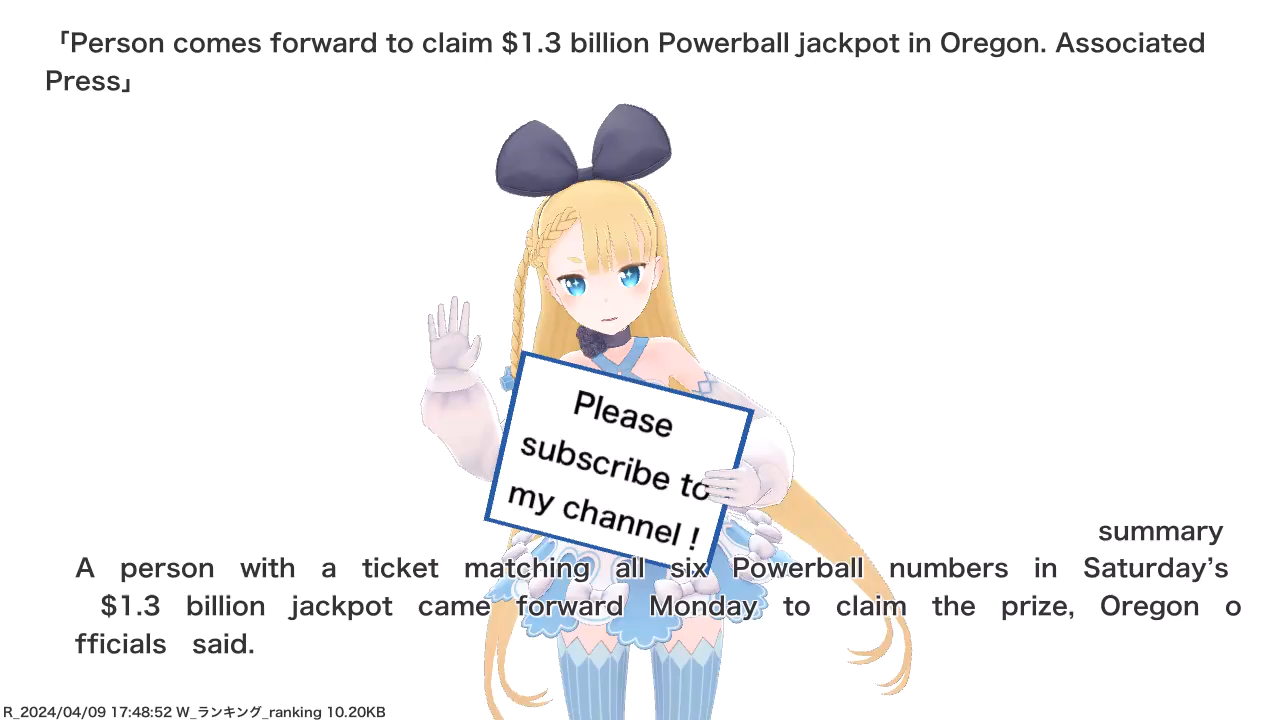 「Person comes forward to claim $1.3 billion Powerball jackpot in Oregon. Associated
Press」
Please
subscribe to
my channel !
summary
A person with a ticket matching all six Powerball numbers in Saturday's
$1.3 billion jackpot came forward Monday to claim the prize, Oregon o
fficials said.
R_2024/04/09 17:48:52 W_ランキング_ranking 10.20KB